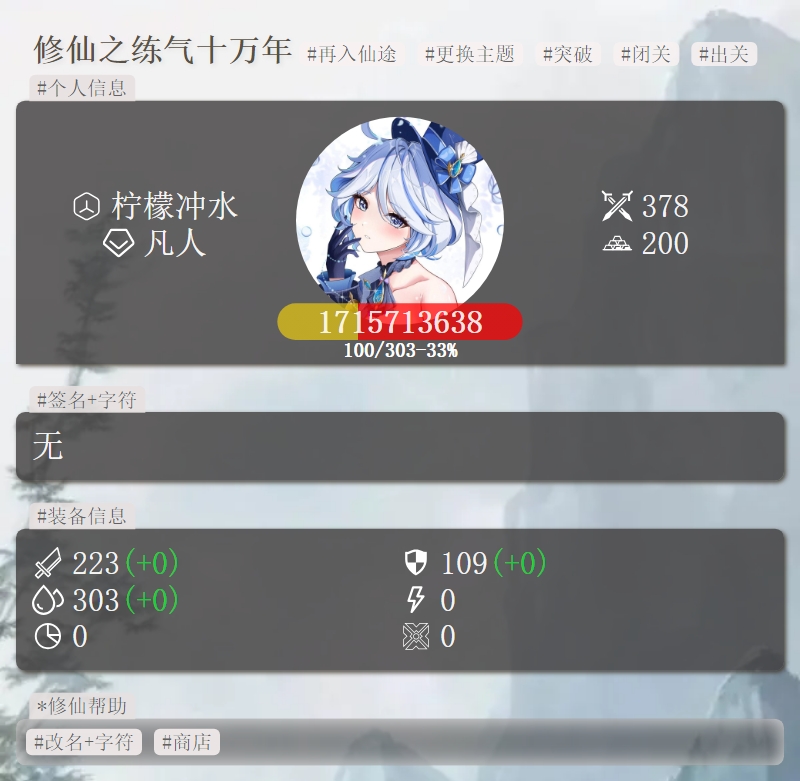 修仙之练气十万年 #再入仙途 #更换主题 #突破 #闭关 #出关
#个人信息
柠檬冲水 378
凡人 200
1715713638
100/303-33%
#签名+字符
无
#装备信息
223(+0) 109(+0)
303(+0) 0
0 0
*修仙帮助
#改名+字符 #商店